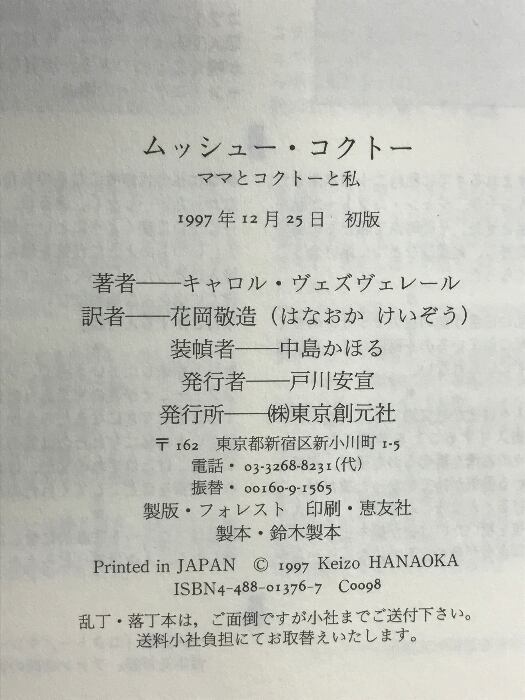 ムッシュー・コクトー
ママとコクトーと私
1997年12月25日　初版
著者――キャロル・ヴェズヴェレール
訳者――花岡敬造（はなおか けいぞう）
装幀者――中島かほる
発行者――戸川安宣
発行所――㈱東京創元社
〒162　東京都新宿区新小川町1-5
電話・03-3268-8231（代）
振替・00160-9-1565
製版・フォレスト　印刷・恵友社
製本・鈴木製本
Printed in JAPAN　© 1997 Keizo HANAOKA
ISBN4-488-01376-7　C0098
乱丁・落丁本は，ご面倒ですが小社までご送付下さい。
送料小社負担にてお取替えいたします。